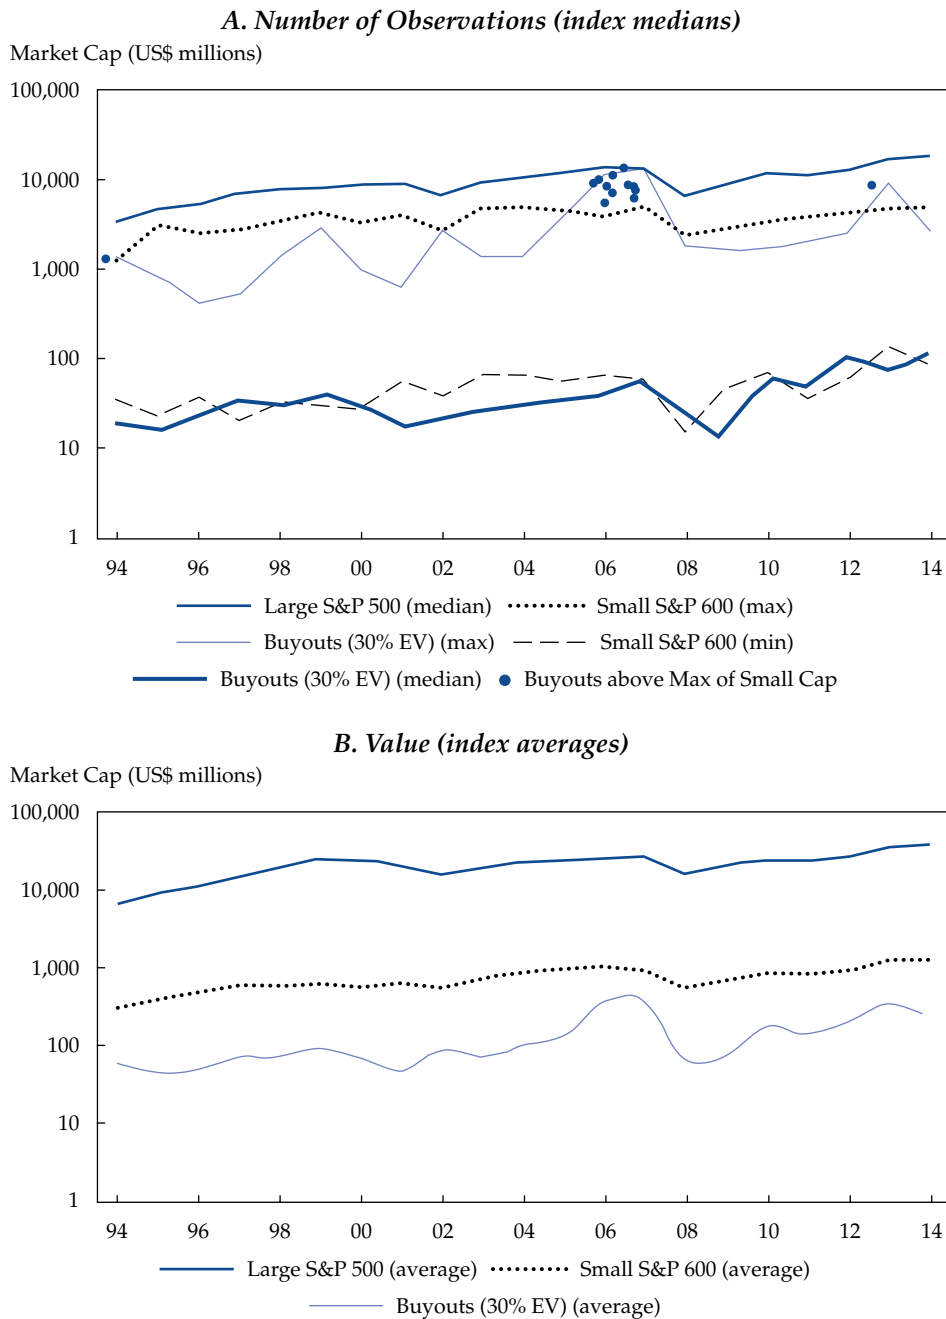 A. Number of Observations (index medians)
Market Cap (US$ millions)
100,000
10,000
1,000
100
10
1
94 96 98 00 02 04 06 08 10 12 14
Large S&P 500 (median) Small S&P 600 (max)
Buyouts (30% EV) (max) Small S&P 600 (min)
Buyouts (30% EV) (median) Buyouts above Max of Small Cap
B. Value (index averages)
Market Cap (US$ millions)
100,000
10,000
1,000
100
10
1
94 96 98 00 02 04 06 08 10 12 14
Large S&P 500 (average) Small S&P 600 (average)
Buyouts (30% EV) (average)